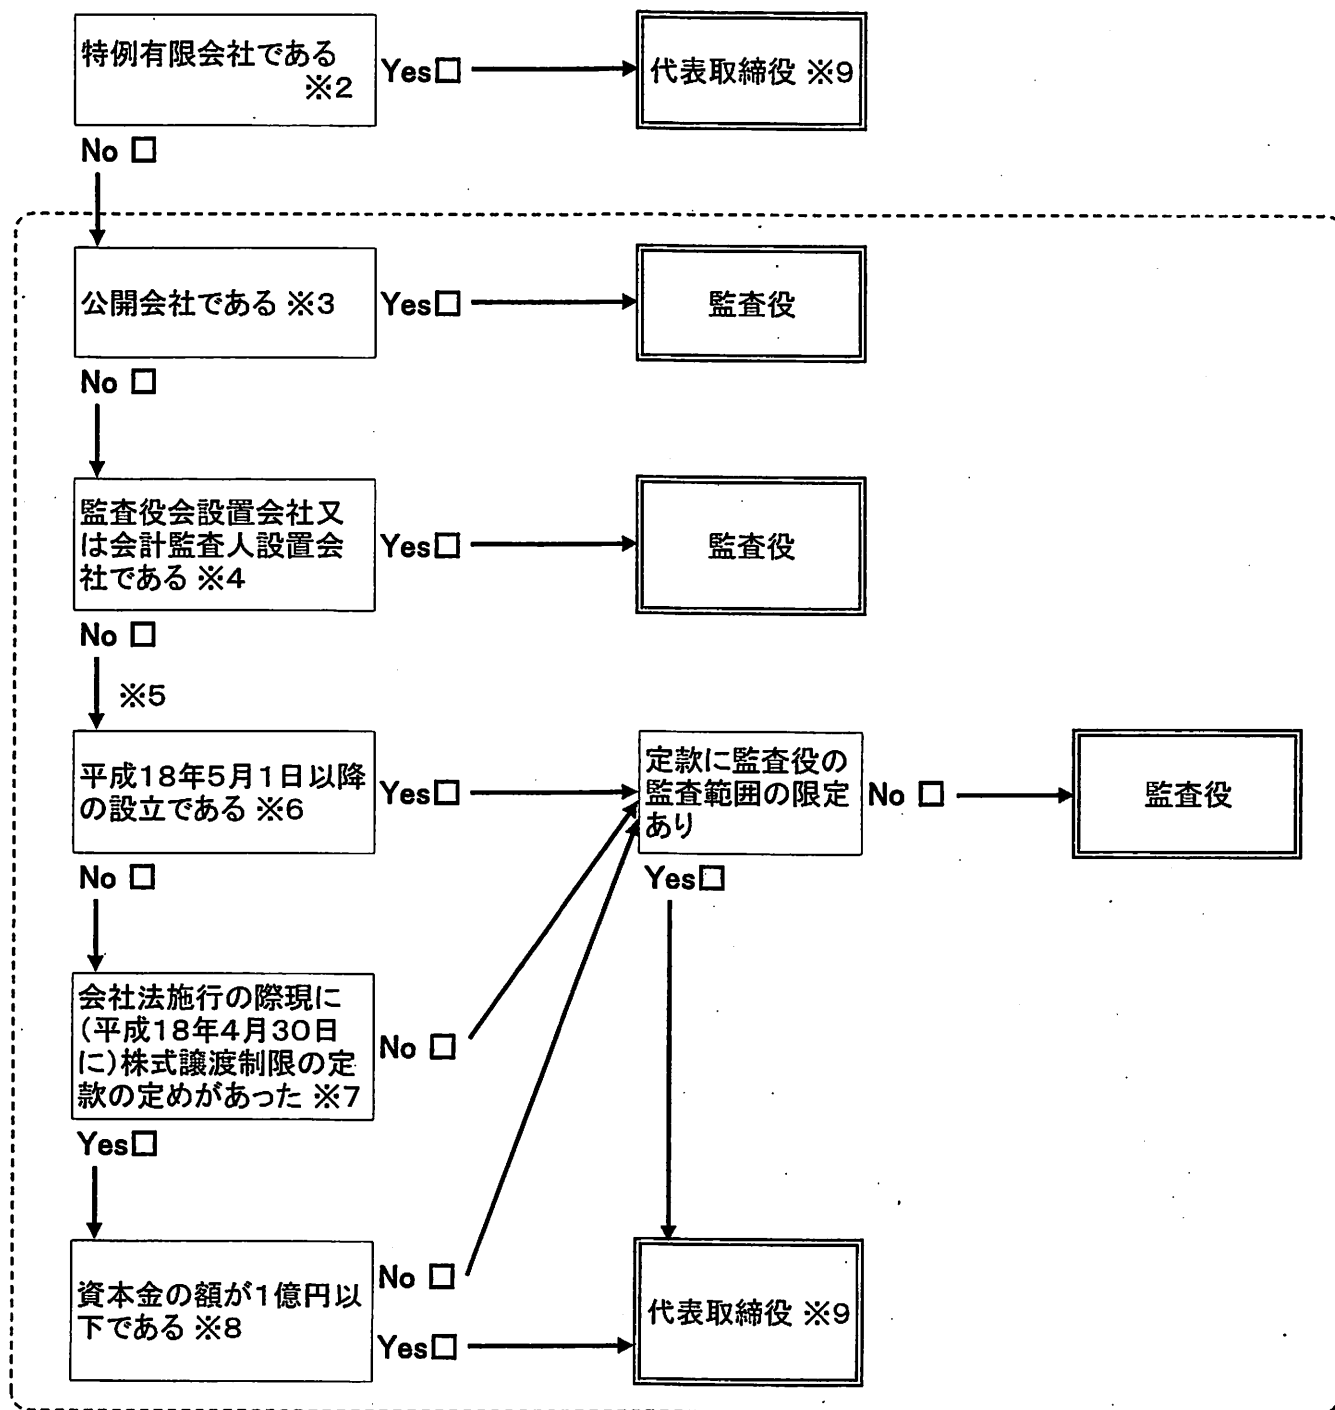 特例有限会社である
※2
Yes□
代表取締役 ※9
No □
公開会社である ※3
Yes□
監査役
No □
監査役会設置会社又
は会計監査人設置会
社である ※4
Yes□
監査役
No □
※5
平成18年5月1日以降
の設立である ※6
Yes□
定款に監査役の
監査範囲の限定
あり
No □
監査役
No □
Yes□
会社法施行の際現に
(平成18年4月30日
に)株式譲渡制限の定
款の定めがあった ※7
No □
Yes□
資本金の額が1億円以
下である ※8
No □
Yes□
代表取締役 ※9